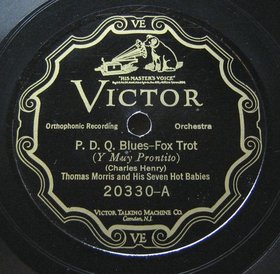 VE
"HIS MASTER'S VOICE"
VICTOR
Orthophonic Recording
Orchestra
P. D. Q. Blues–Fox Trot
(Y Muy Prontito)
(Charles Henry)
Thomas Morris and His Seven Hot Babies
20330-A
VICTOR TALKING MACHINE CO.
Camden, N.J.
VE